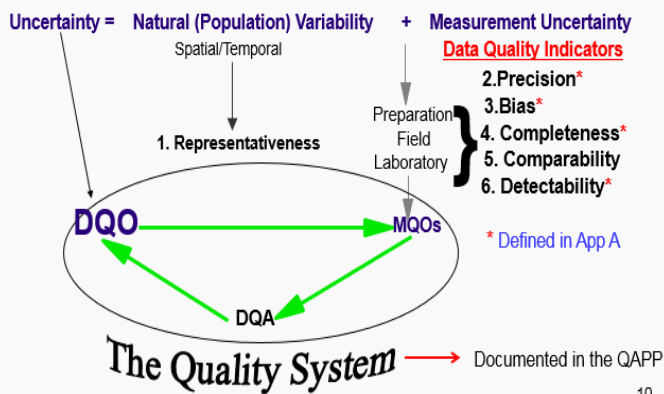 Uncertainty = Natural (Population) Variability + Measurement Uncertainty
Spatial/Temporal
Data Quality Indicators
1. Representativeness
Preparation
Field
Laboratory
2.Precision*
3.Bias*
4. Completeness*
5. Comparability
6. Detectability*
* Defined in App A
DQO
MQOs
DQA
The Quality System
Documented in the QAPP
10